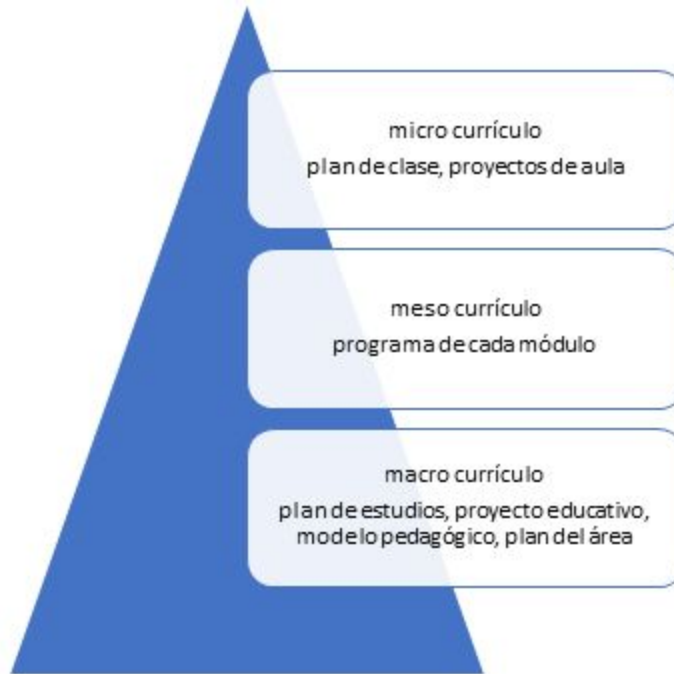 micro currículo
plan de clase, proyectos de aula
meso currículo
programa de cada módulo
macro currículo
plan de estudios, proyecto educativo,
modelo pedagógico, plan del área